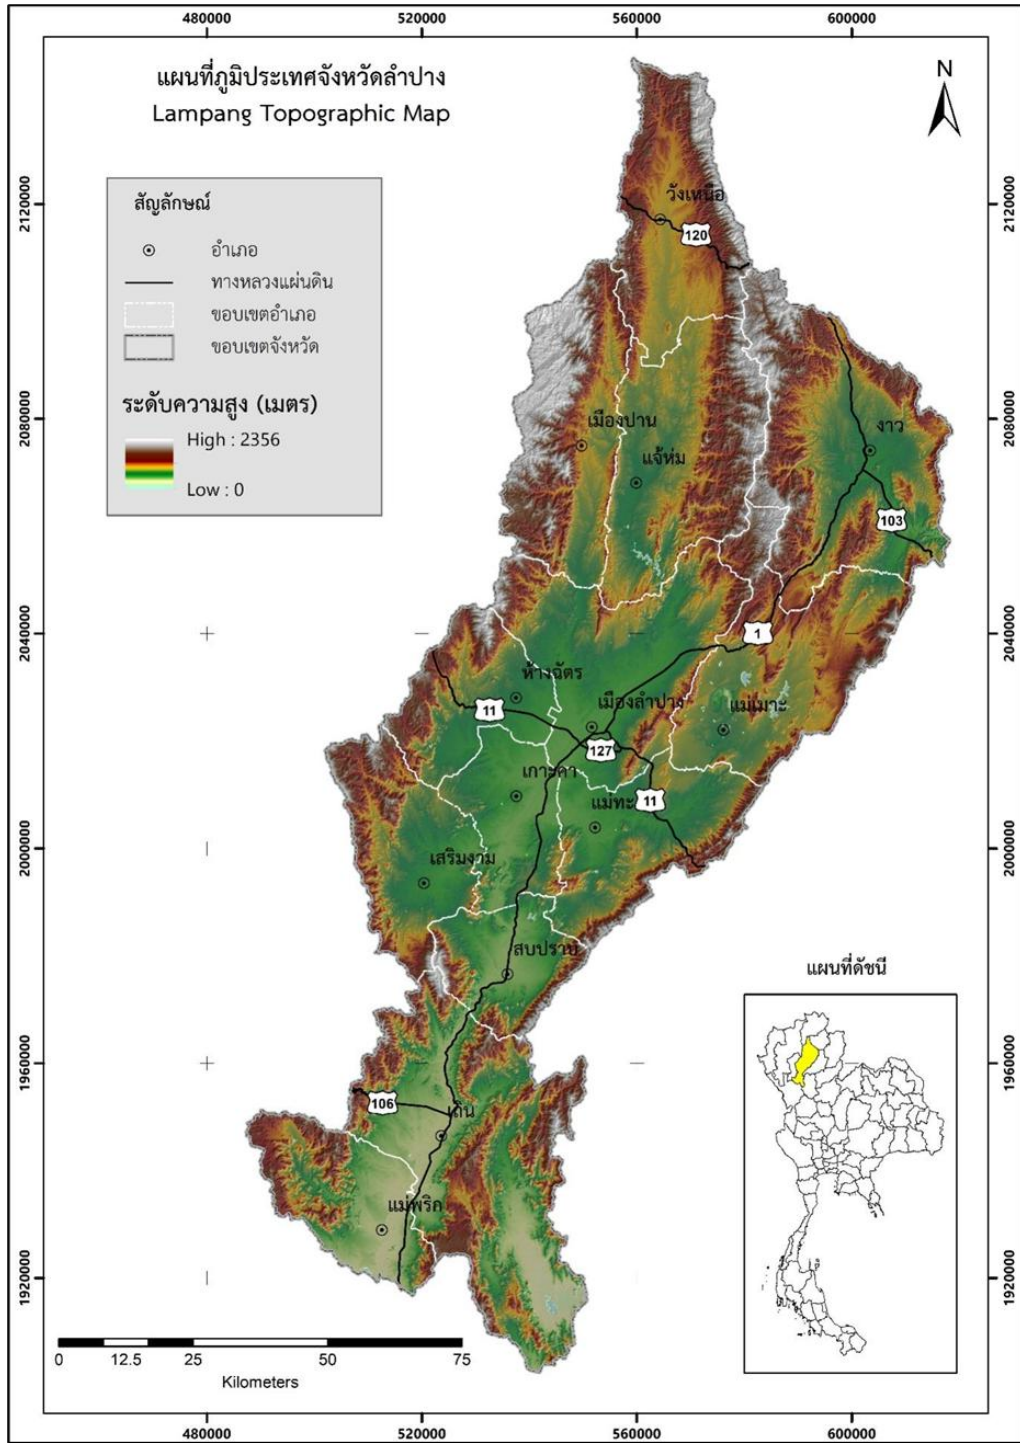 480000 520000 560000 600000
แผนที่ภูมิประเทศจังหวัดลำปาง
Lampang Topographic Map
N
สัญลักษณ์
อำเภอ
ทางหลวงแผ่นดิน
ขอบเขตอำเภอ
ขอบเขตจังหวัด
ระดับความสูง (เมตร)
High : 2356
Low : 0
2120000
2080000
2040000
2000000
1960000
1920000
วังเหนือ
120
เมืองปาน
แจ้ห่ม
งาว
103
1
ห้างฉัตร
11
เมืองลำปาง
แม่เมาะ
127
เกาะคา
แม่ทะ
11
เสริมงาม
สบปราบ
106
เถิน
แม่พริก
แผนที่ดัชนี
2120000
2080000
2040000
2000000
1960000
1920000
0 12.5 25 50 75
Kilometers
480000 520000 560000 600000